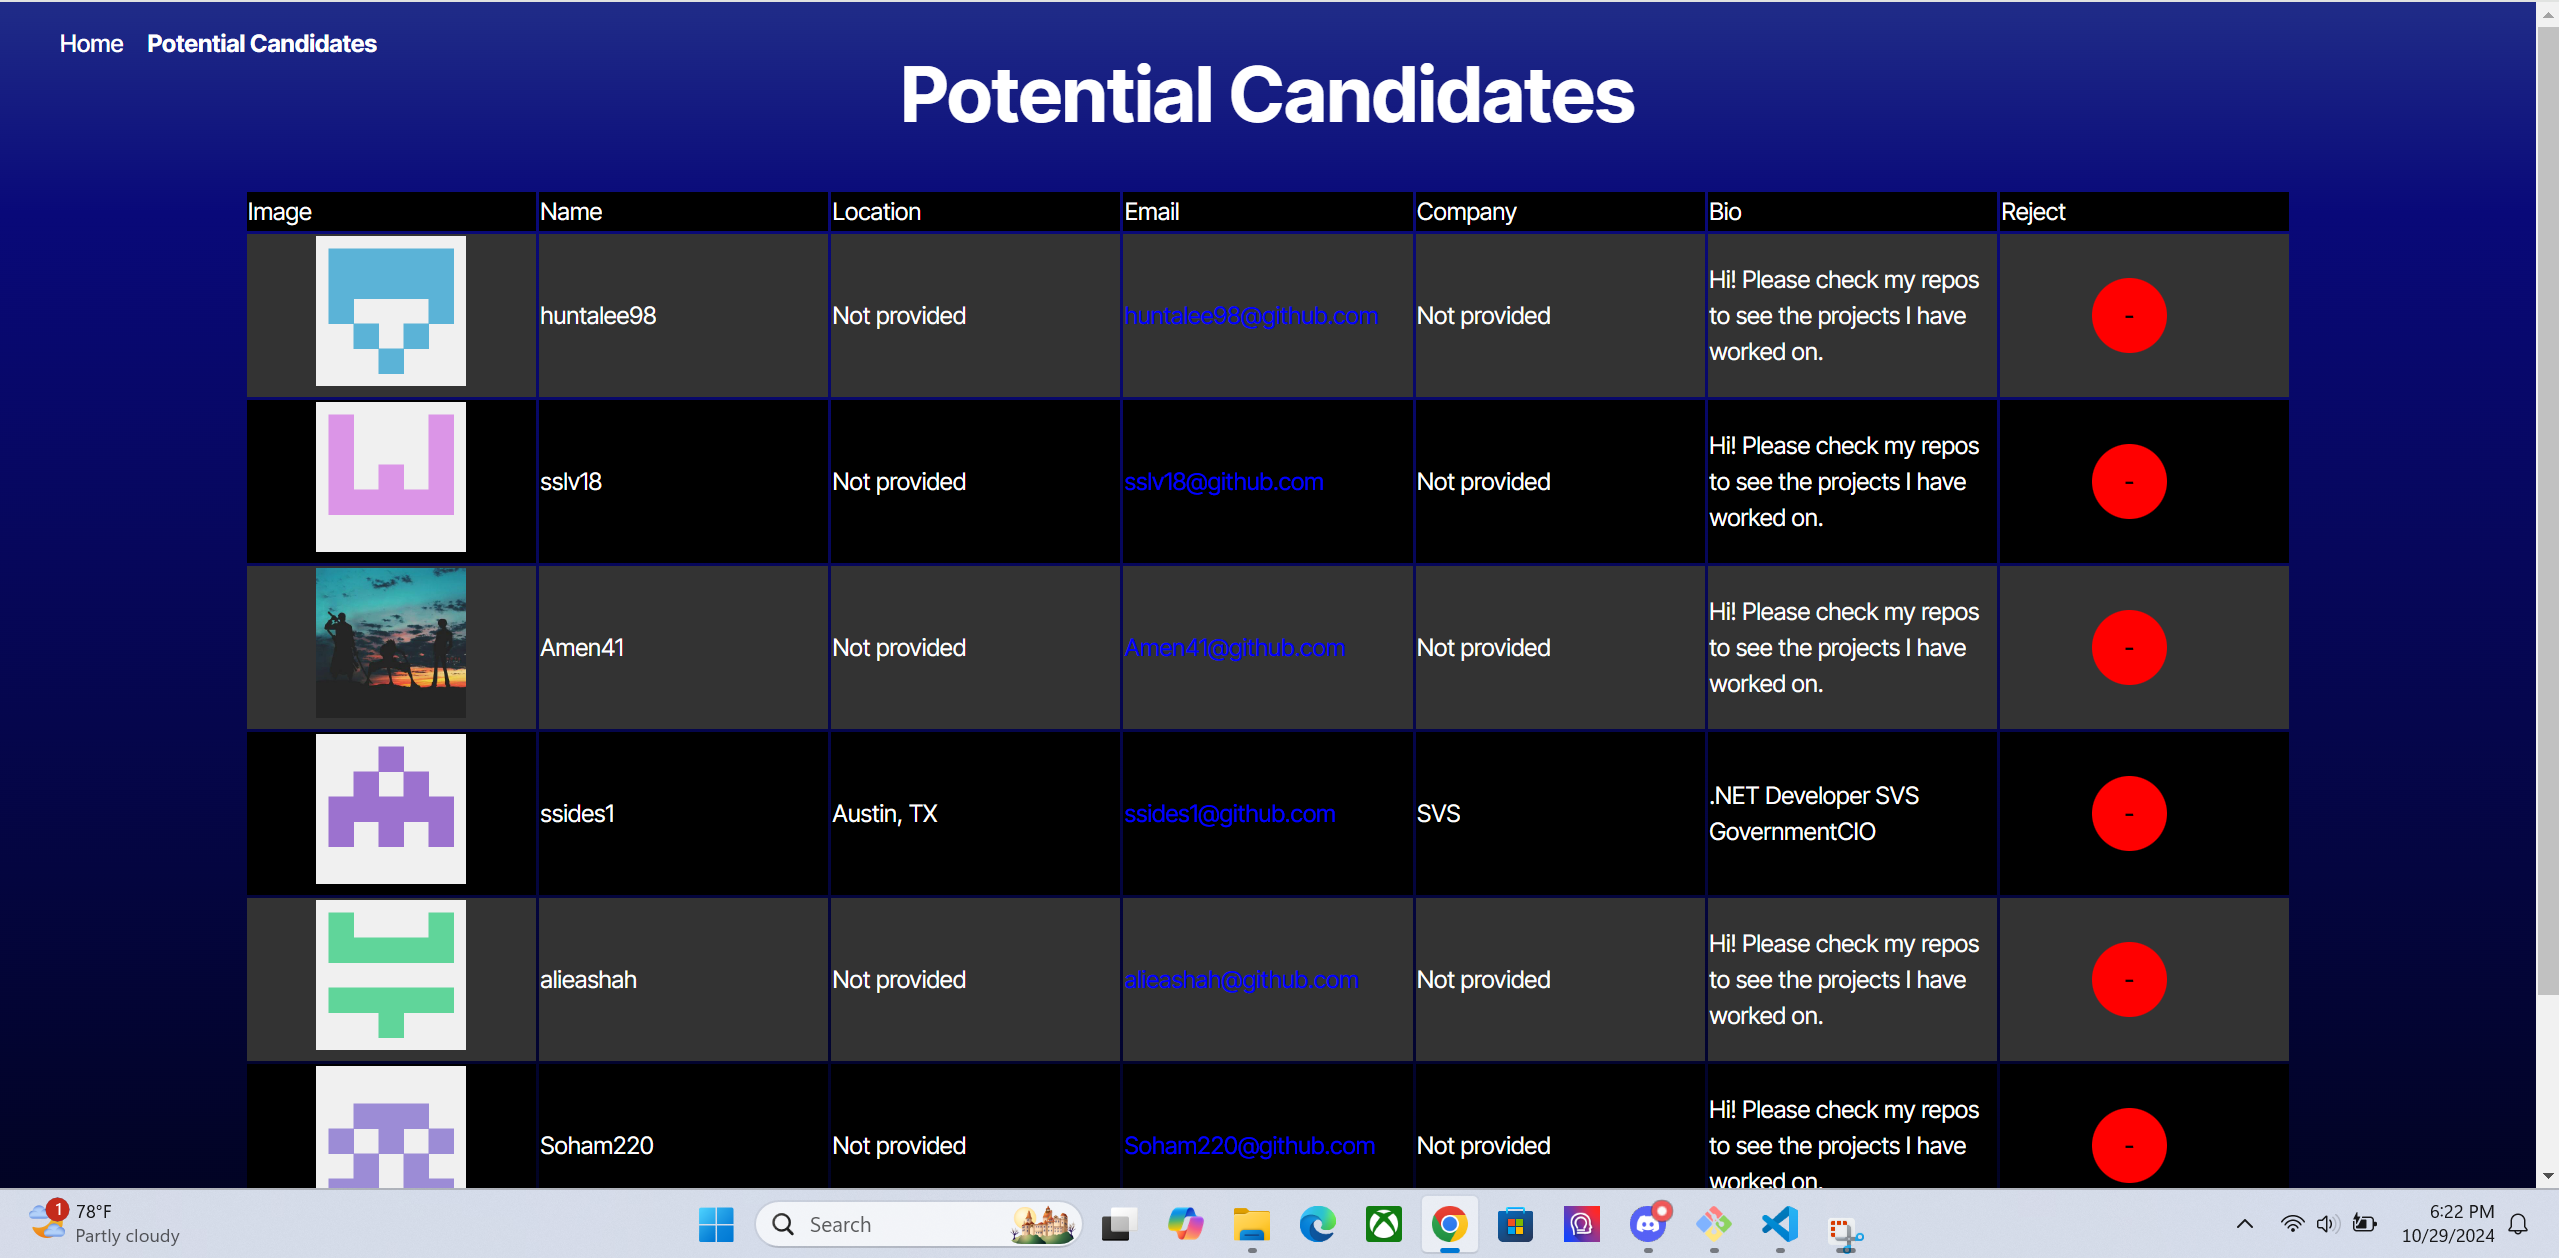 Home Potential Candidates
Potential Candidates
Image Name Location Email Company Bio Reject
huntalee98 Not provided huntalee98@github.com Not provided Hi! Please check my repos
to see the projects I have
worked on. -
sslv18 Not provided sslv18@github.com Not provided Hi! Please check my repos
to see the projects I have
worked on. -
Amen41 Not provided Amen41@github.com Not provided Hi! Please check my repos
to see the projects I have
worked on. -
ssides1 Austin, TX ssides1@github.com SVS .NET Developer SVS
GovernmentCIO -
alieashah Not provided alieashah@github.com Not provided Hi! Please check my repos
to see the projects I have
worked on. -
Soham220 Not provided Soham220@github.com Not provided Hi! Please check my repos
to see the projects I have
worked on. -
1 78°F
Partly cloudy
Search
6:22 PM
10/29/2024